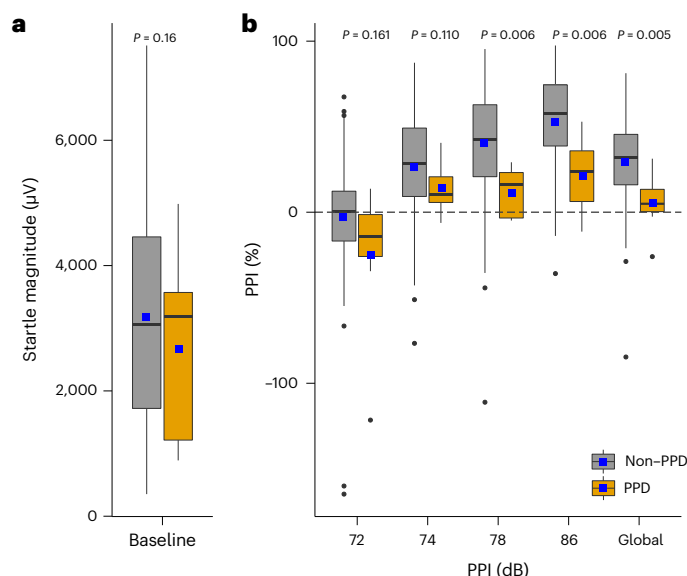 a
P = 0.16
6,000
4,000
2,000
0
Startle magnitude (µV)
Baseline
b
P = 0.161 P = 0.110 P = 0.006 P = 0.006 P = 0.005
100
0
–100
PPI (%)
Non–PPD
PPD
72 74 78 86 Global
PPI (dB)